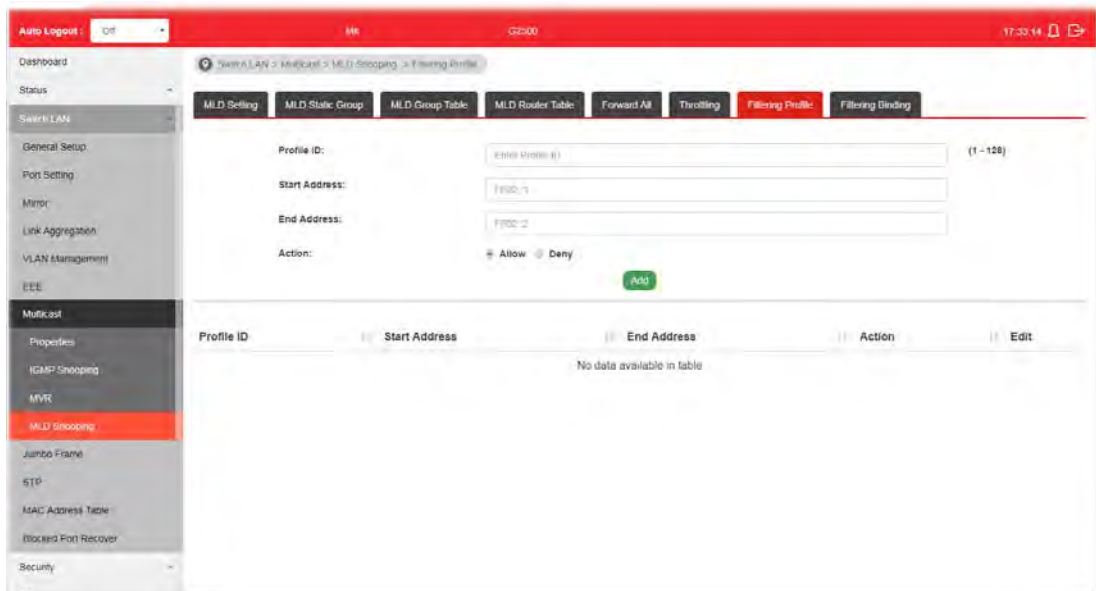 Auto Logout : Off
G2500
17:33:14
Dashboard
Status
Switch LAN
General Setup
Port Setting
Mirror
Link Aggregation
VLAN Management
EEE
Multicast
Properties
IGMP Snooping
MVR
MLD Snooping
Jumbo Frame
STP
MAC Address Table
Blocked Port Recover
Security
Switch LAN > Multicast > MLD Snooping > Filtering Profile
MLD Setting MLD Static Group MLD Group Table MLD Router Table Forward All Throttling Filtering Profile Filtering Binding
Profile ID: Enter Profile ID (1 - 128)
Start Address:
End Address:
Action: Allow Deny
Add
Profile ID Start Address End Address Action Edit
No data available in table